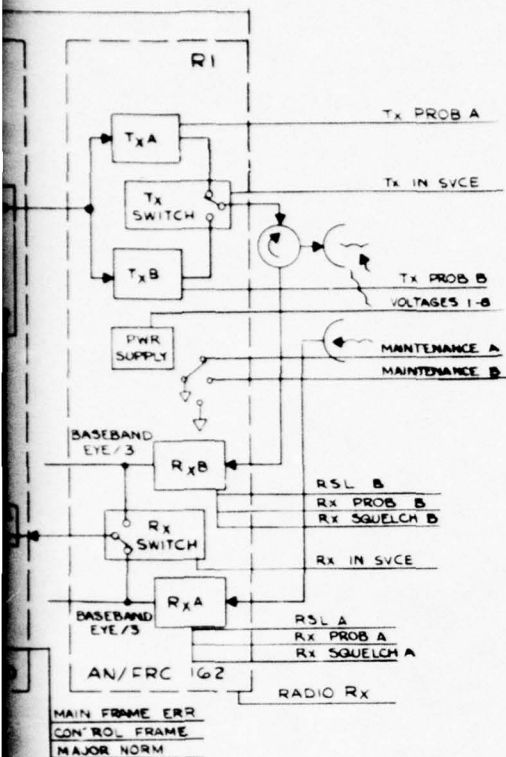 R1
Tx PROB A
TxA
Tx IN SVCE
Tx
SWITCH
TxB
Tx PROB B
VOLTAGES 1-8
PWR
SUPPLY
MAINTENANCE A
MAINTENANCE B
BASEBAND
EYE/3
RxB
RSL B
Rx PROB B
Rx SQUELCH B
Rx
SWITCH
Rx IN SVCE
RxA
BASEBAND
EYE/3
RSL A
Rx PROB A
Rx SQUELCH A
AN/FRC 162
RADIO Rx
MAIN FRAME ERR
CONTROL FRAME
MAJOR NORM